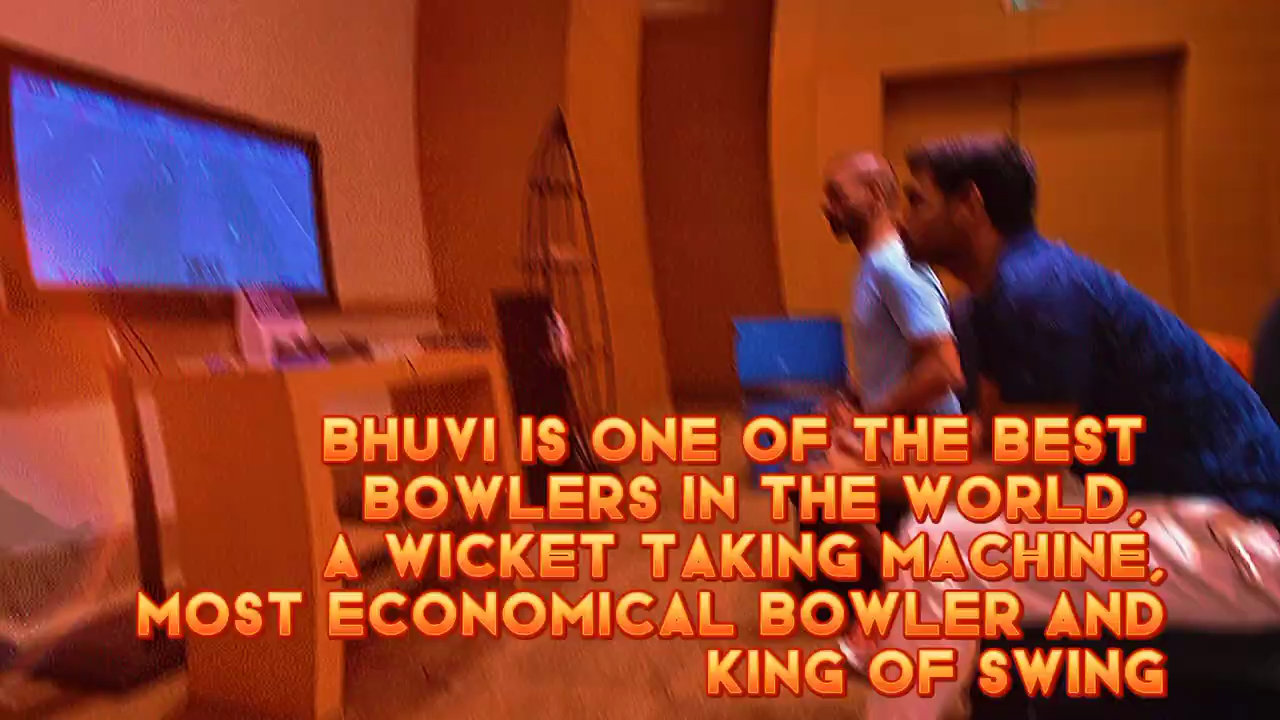 BHUVI IS ONE OF THE BEST
BOWLERS IN THE WORLD,
A WICKET TAKING MACHINE,
MOST ECONOMICAL BOWLER AND
KING OF SWING